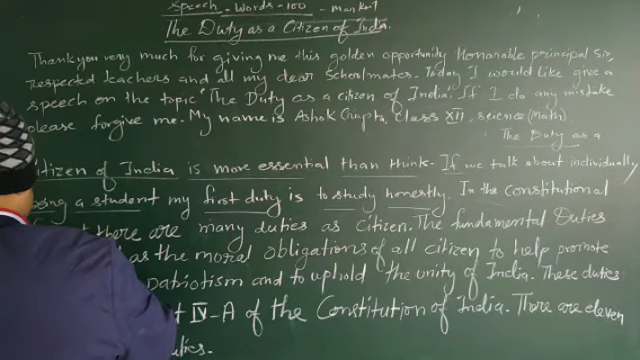 Speech - Words - 100 - Mark
The Duty as a Citizen of India.
Thank you very much for giving me this golden opportunity Honorable principal Sir,
respected teachers and all my dear Schoolmates. Today I would like give a
speech on the topic "The Duty as a citizen of India. If I do any mistake
please forgive me. My name is Ashok Gupta, class XII, science (Math).
The Duty as a
citizen of India is more essential than think. If we talk about individually
being a student my first duty is to study honestly. In the constitutional
there are many duties as citizen. The fundamental Duties
as the moral obligations of all citizen to help promote
patriotism and to uphold the unity of India. These duties
IV-A of the Constitution of India. There are eleven
duties.